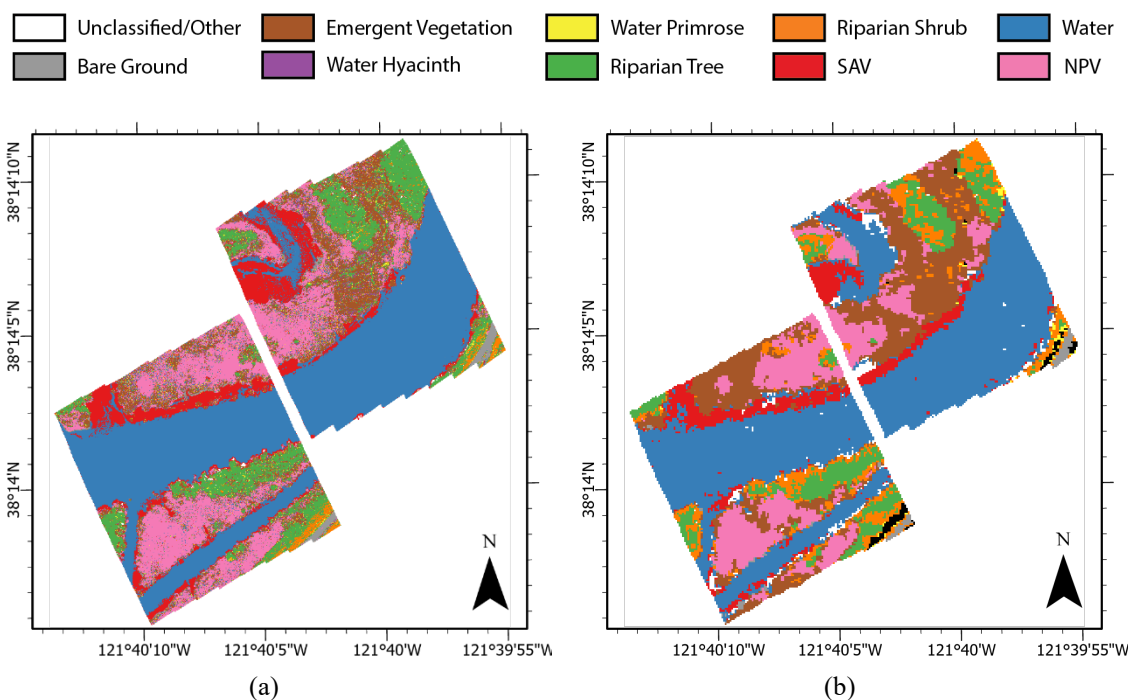 Unclassified/Other Emergent Vegetation Water Primrose Riparian Shrub Water
Bare Ground Water Hyacinth Riparian Tree SAV NPV
38°14'10"N
38°14'5"N
38°14'N
N
121°40'10"W 121°40'5"W 121°40'W 121°39'55"W
(a)
38°14'10"N
38°14'5"N
38°14'N
N
121°40'10"W 121°40'5"W 121°40'W 121°39'55"W
(b)